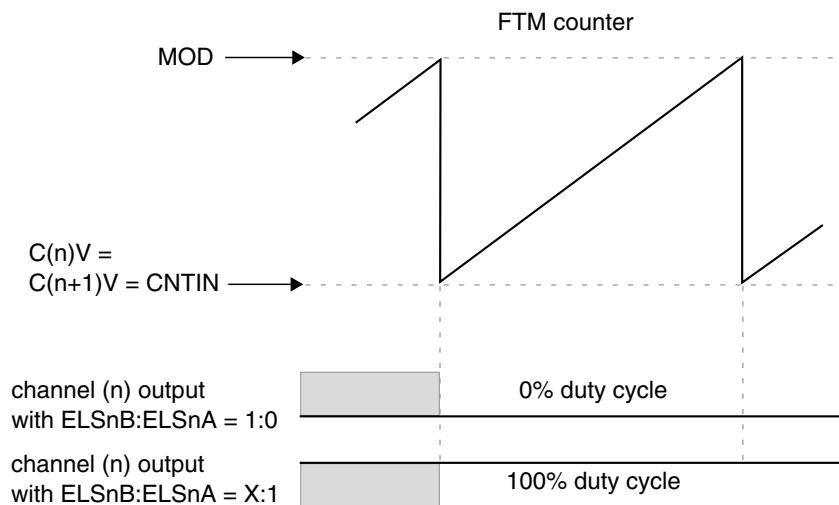 FTM counter
MOD
C(n)V =
C(n+1)V = CNTIN
channel (n) output
with ELSnB:ELSnA = 1:0
0% duty cycle
channel (n) output
with ELSnB:ELSnA = X:1
100% duty cycle